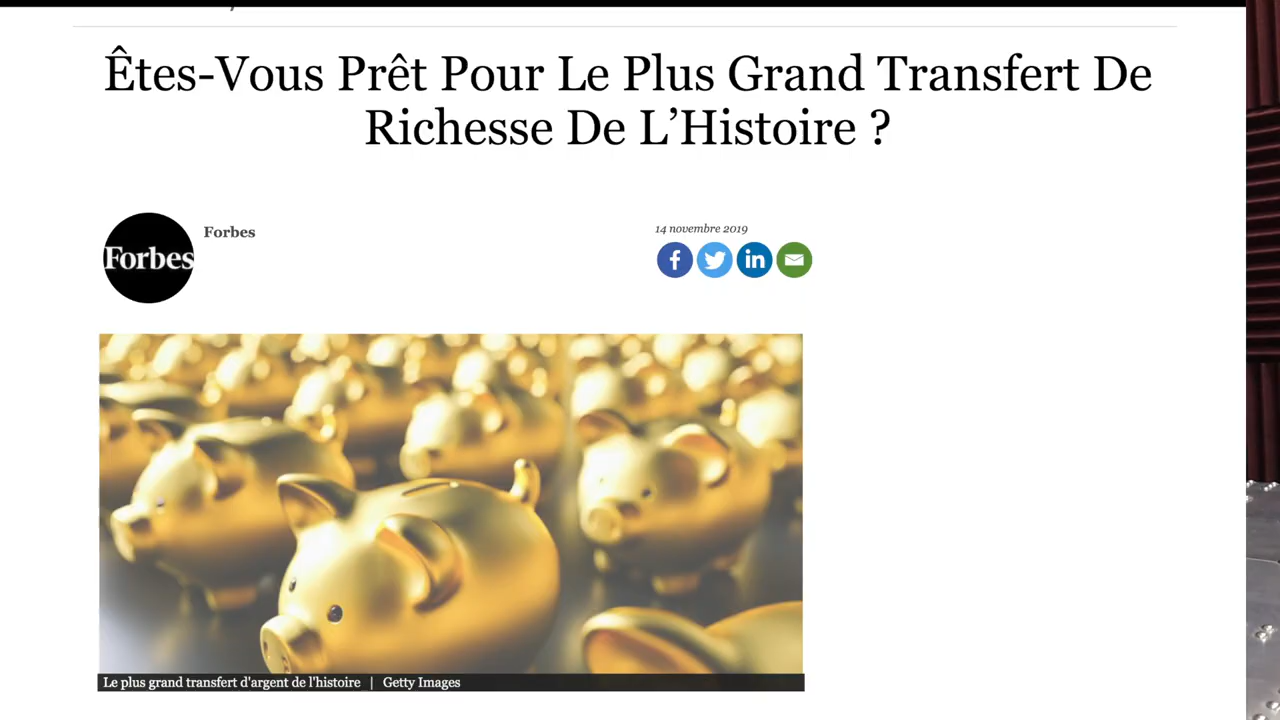 Êtes-Vous Prêt Pour Le Plus Grand Transfert De
Richesse De L’Histoire ?
Forbes
Forbes
14 novembre 2019
Le plus grand transfert d'argent de l'histoire | Getty Images